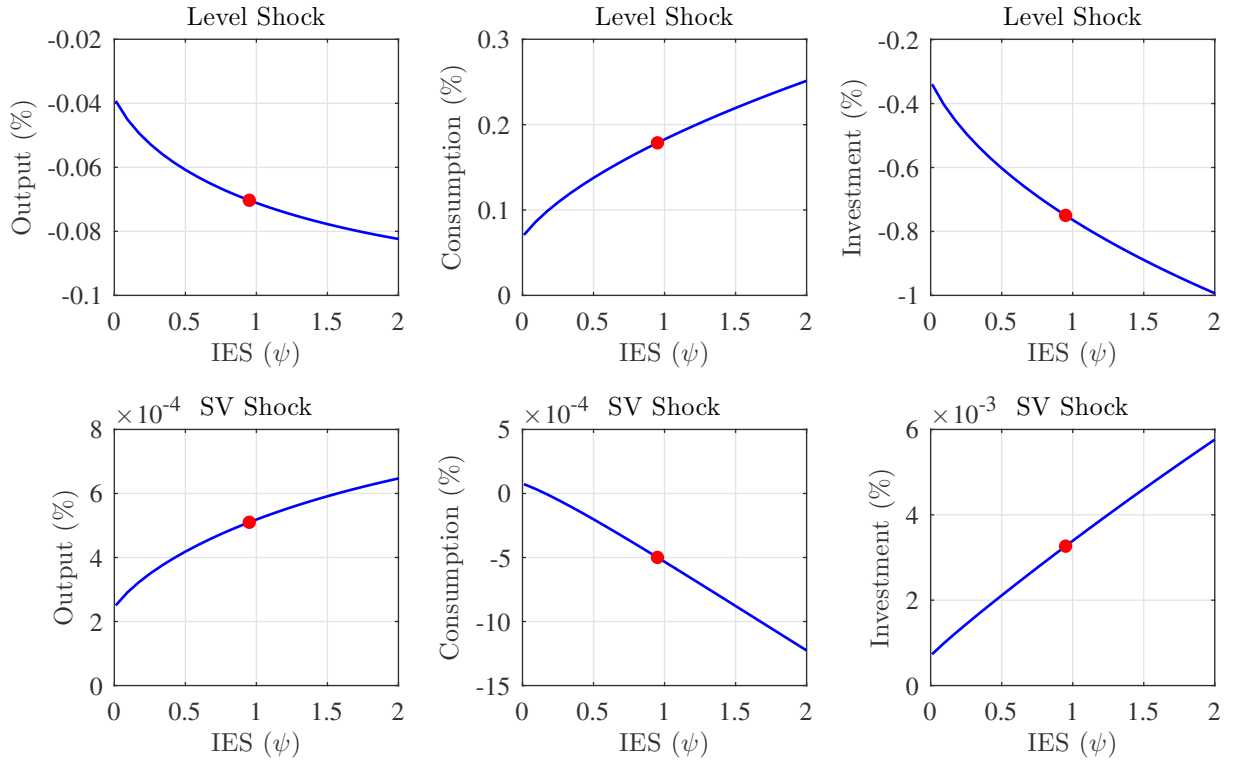 Level Shock
-0.02
-0.04
-0.06
-0.08
-0.1
Output (%)
0 0.5 1 1.5 2
IES (ψ)
Level Shock
0.3
0.2
0.1
0
Consumption (%)
0 0.5 1 1.5 2
IES (ψ)
Level Shock
-0.2
-0.4
-0.6
-0.8
-1
Investment (%)
0 0.5 1 1.5 2
IES (ψ)
×10⁻⁴ SV Shock
8
6
4
2
0
Output (%)
0 0.5 1 1.5 2
IES (ψ)
×10⁻⁴ SV Shock
5
0
-5
-10
-15
Consumption (%)
0 0.5 1 1.5 2
IES (ψ)
×10⁻³ SV Shock
6
4
2
0
Investment (%)
0 0.5 1 1.5 2
IES (ψ)